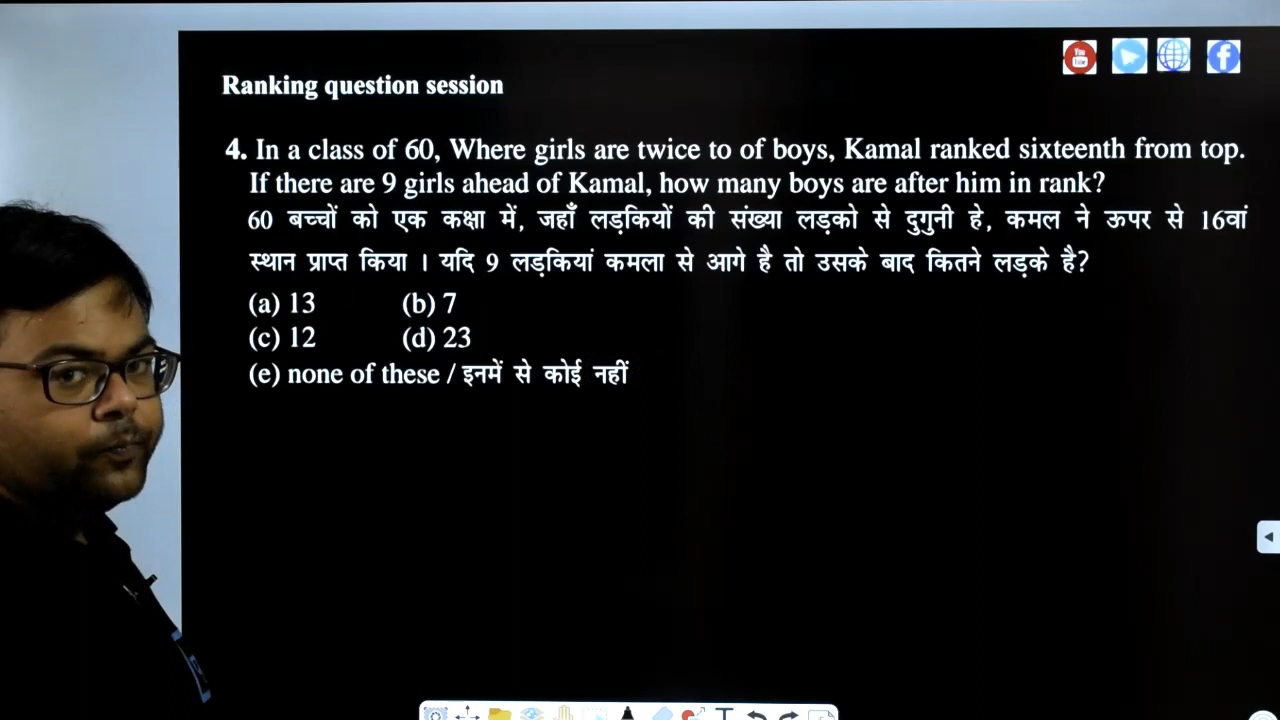 Ranking question session
4. In a class of 60, Where girls are twice to of boys, Kamal ranked sixteenth from top.
If there are 9 girls ahead of Kamal, how many boys are after him in rank?
60 बच्चों को एक कक्षा में, जहाँ लड़कियों की संख्या लड़को से दुगुनी हे, कमल ने ऊपर से 16वां
स्थान प्राप्त किया । यदि 9 लड़कियां कमला से आगे है तो उसके बाद कितने लड़के है?
(a) 13 (b) 7
(c) 12 (d) 23
(e) none of these / इनमें से कोई नहीं